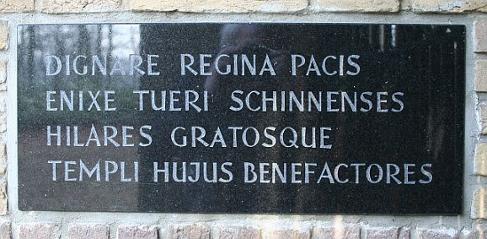 DIGNARE REGINA PACIS
ENIXE TUERI SCHINNENSES
HILARES GRATOSQUE
TEMPLI HUJUS BENEFACTORES